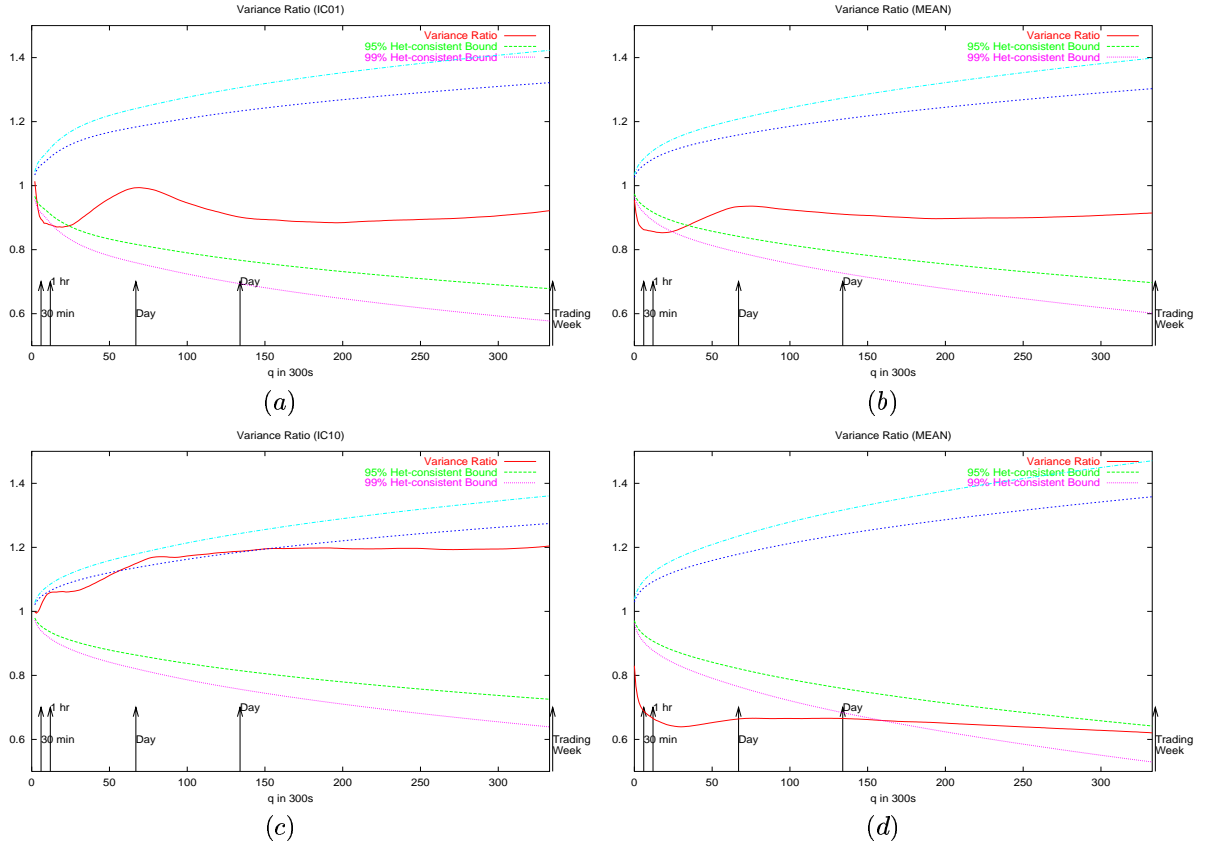 Variance Ratio (IC01)
Variance Ratio
95% Het-consistent Bound
99% Het-consistent Bound
1.4
1.2
1
0.8
0.6
1 hr
30 min
Day
Day
Trading
Week
0 50 100 150 200 250 300
q in 300s
(a)
Variance Ratio (MEAN)
Variance Ratio
95% Het-consistent Bound
99% Het-consistent Bound
1.4
1.2
1
0.8
0.6
1 hr
30 min
Day
Day
Trading
Week
0 50 100 150 200 250 300
q in 300s
(b)
Variance Ratio (IC10)
Variance Ratio
95% Het-consistent Bound
99% Het-consistent Bound
1.4
1.2
1
0.8
0.6
1 hr
30 min
Day
Day
Trading
Week
0 50 100 150 200 250 300
q in 300s
(c)
Variance Ratio (MEAN)
Variance Ratio
95% Het-consistent Bound
99% Het-consistent Bound
1.4
1.2
1
0.8
0.6
1 hr
30 min
Day
Day
Trading
Week
0 50 100 150 200 250 300
q in 300s
(d)